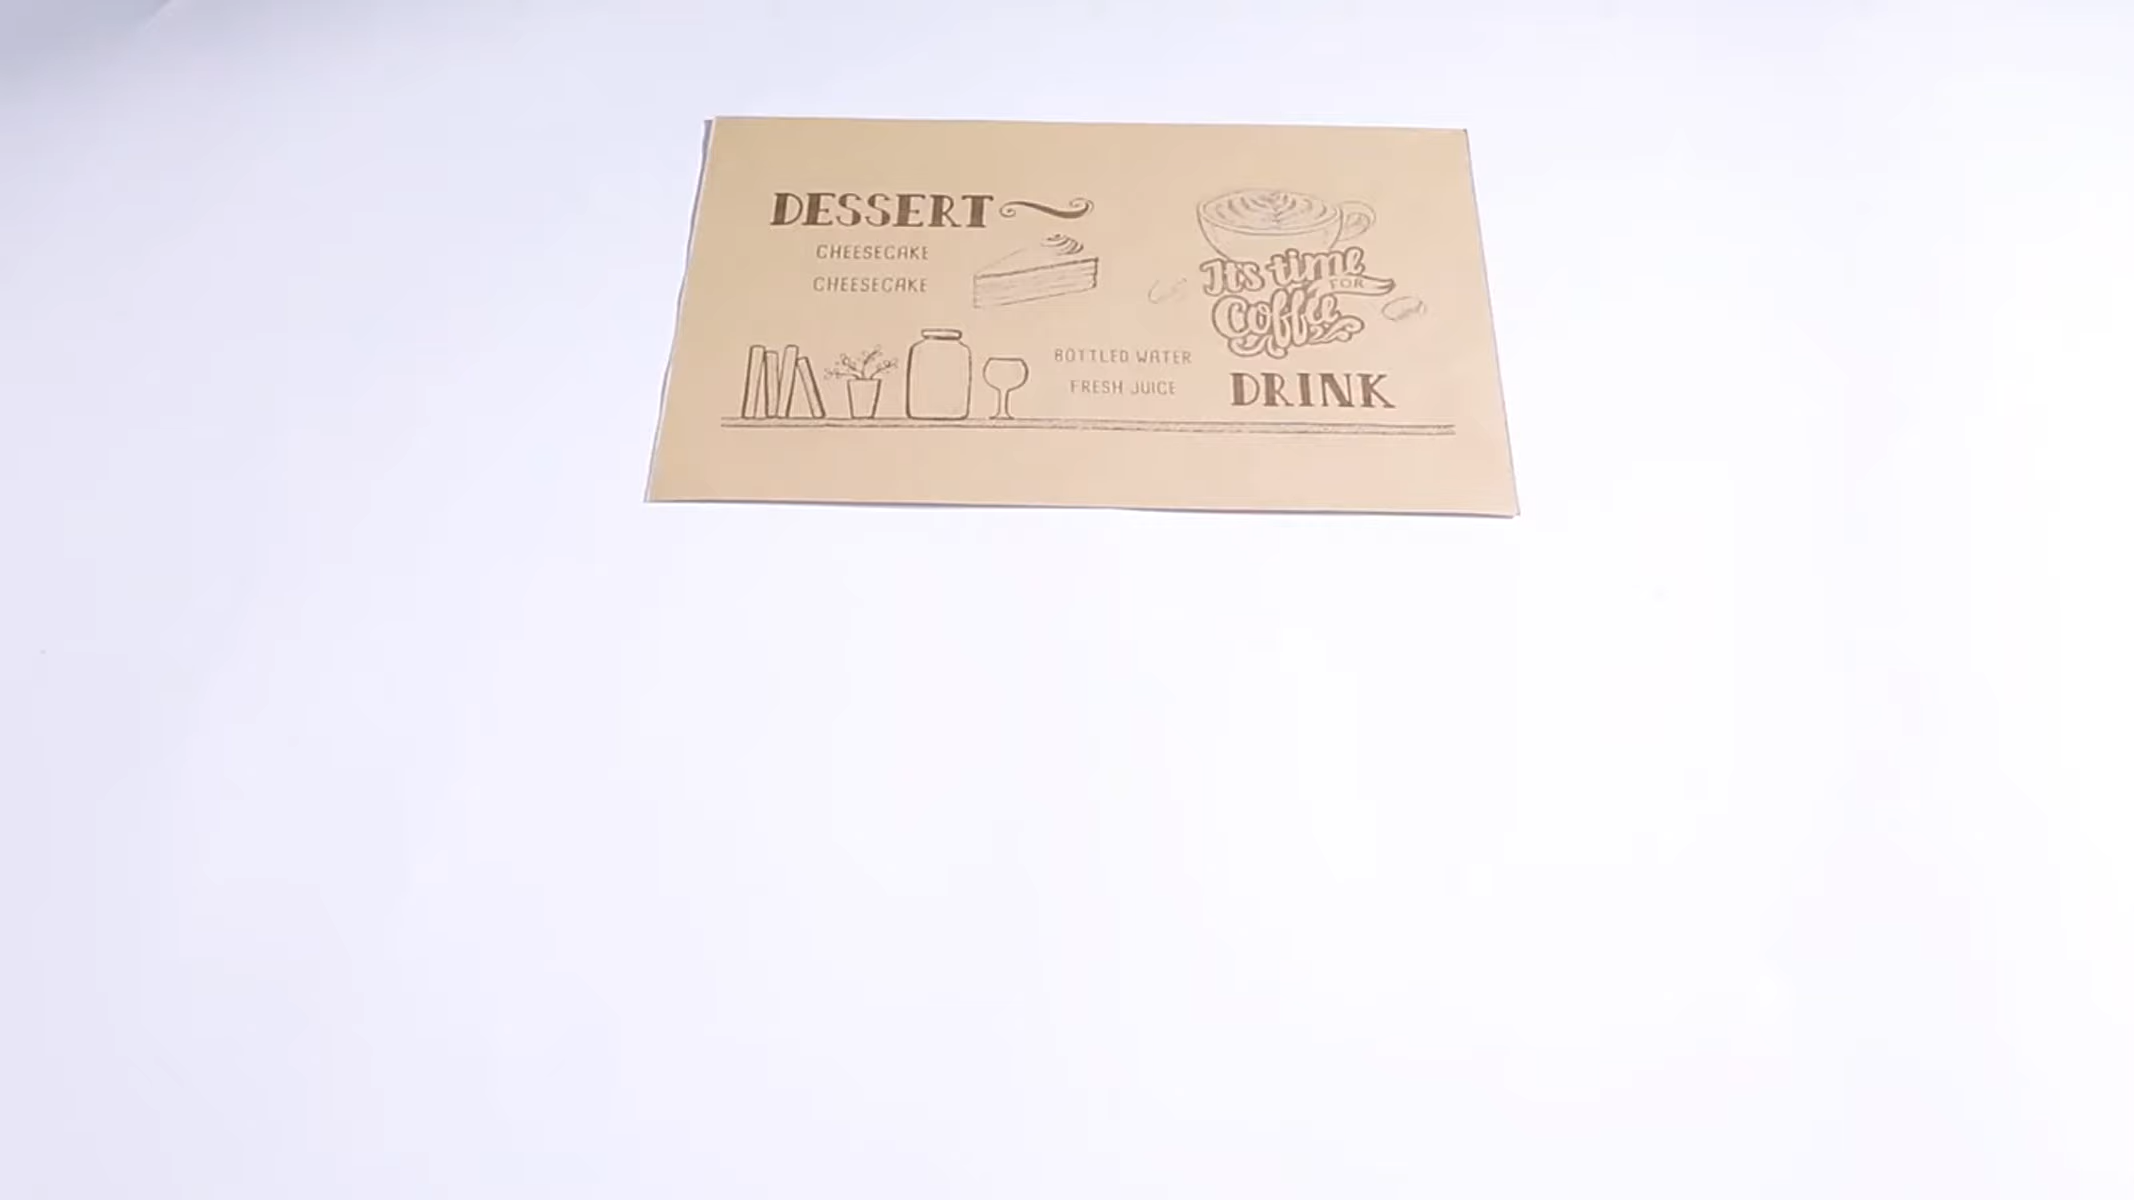 DESSERT
CHEESECAKE
CHEESECAKE
It's time
FOR
Coffee
BOTTLED WATER
FRESH JUICE
DRINK